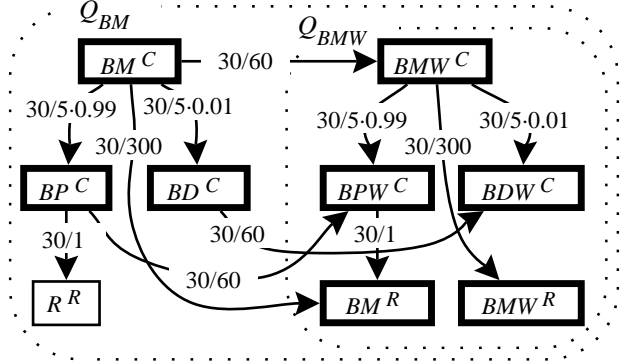 Q_BM
Q_BMW
BM^C 30/60 BMW^C
30/5·0.99 30/5·0.01 30/5·0.99 30/5·0.01
30/300 30/300
BP^C BD^C BPW^C BDW^C
30/1 30/60 30/1
30/60
R^R BM^R BMW^R